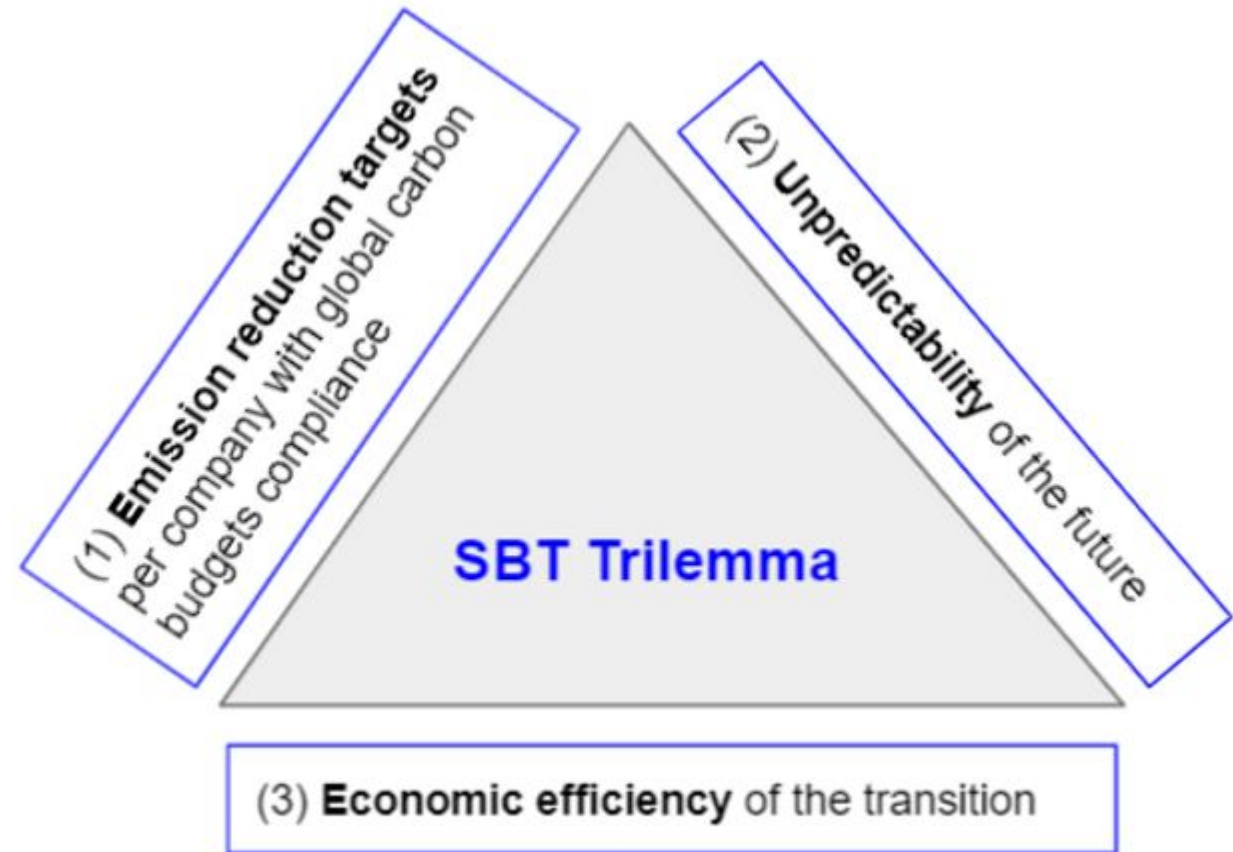 (1) Emission reduction targets
per company with global carbon
budgets compliance
(2) Unpredictability of the future
SBT Trilemma
(3) Economic efficiency of the transition